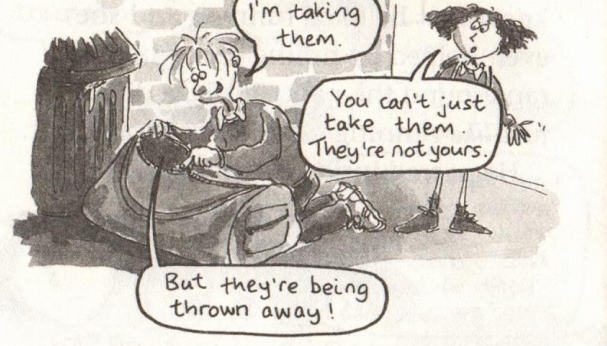 I'm taking
them.
You can't just
take them
They're not yours.
But they're being
thrown away!